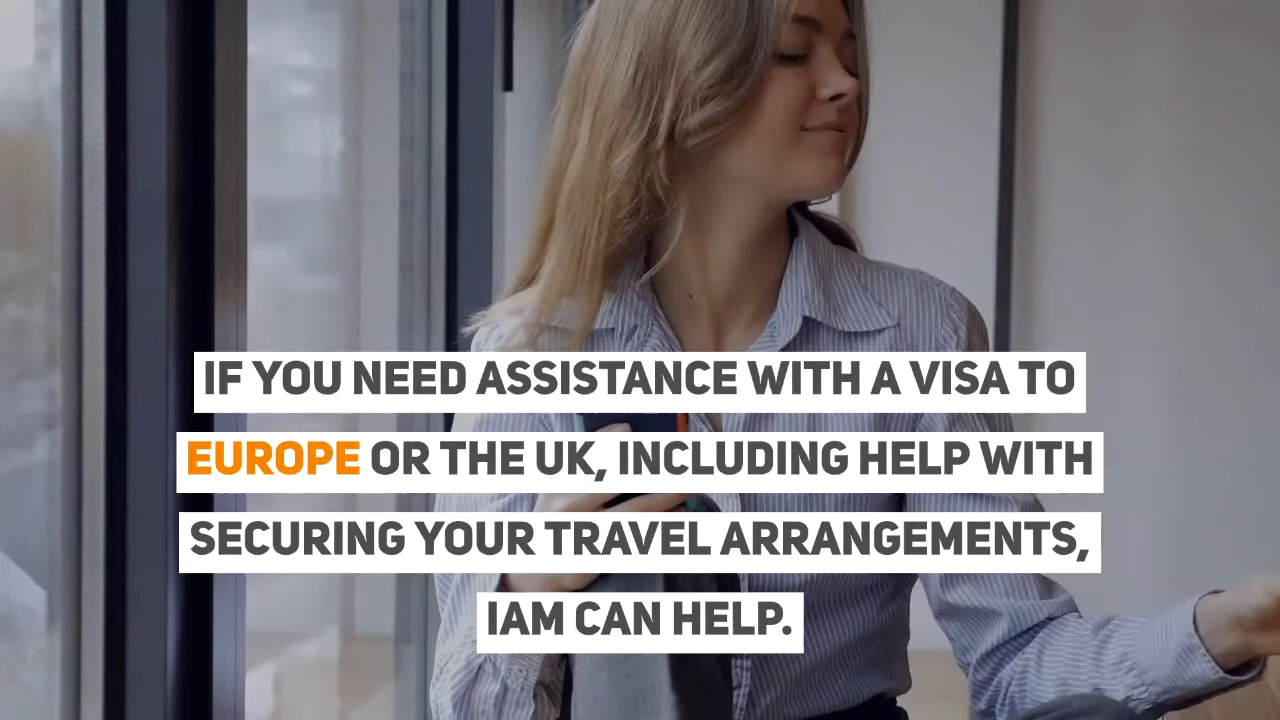 IF YOU NEED ASSISTANCE WITH A VISA TO
EUROPE OR THE UK, INCLUDING HELP WITH
SECURING YOUR TRAVEL ARRANGEMENTS,
IAM CAN HELP.